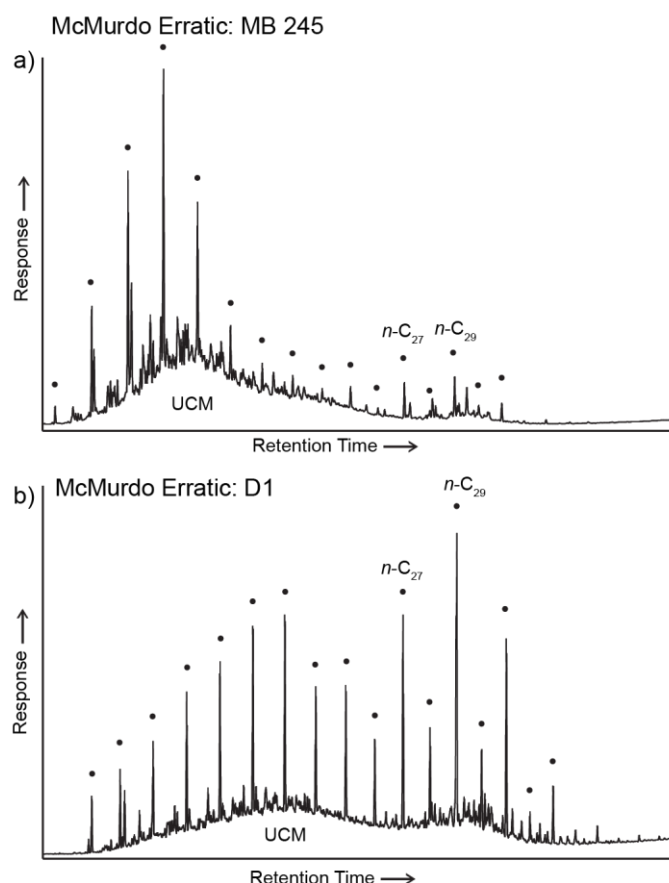 McMurdo Erratic: MB 245
a)
Response →
n-C₂₇ n-C₂₉
UCM
Retention Time →
b) McMurdo Erratic: D1
n-C₂₉
n-C₂₇
Response →
UCM
Retention Time →